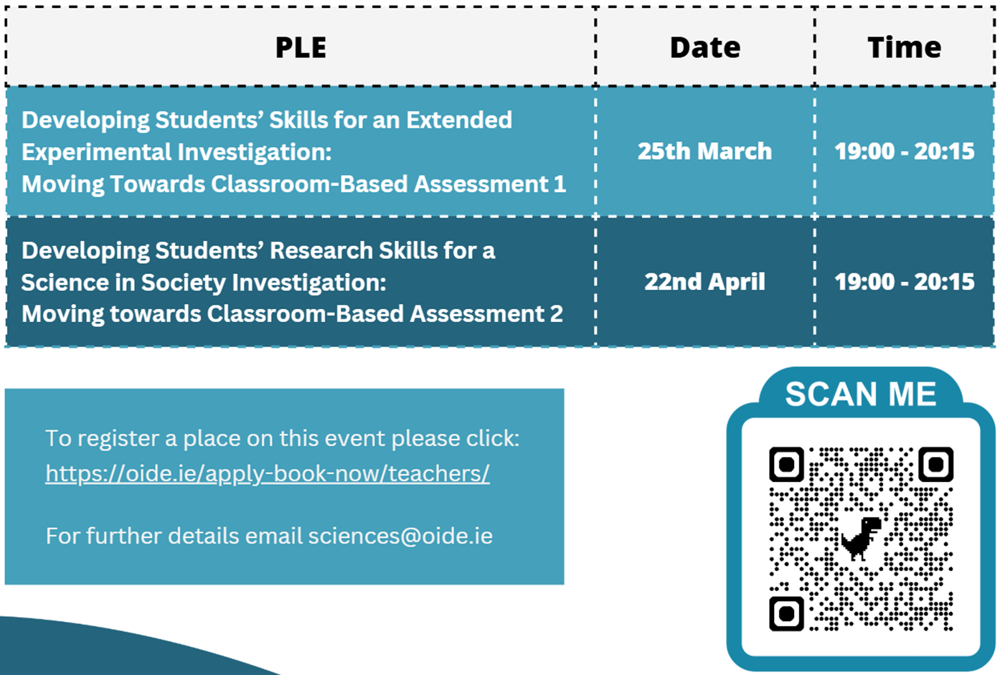 PLE Date Time
Developing Students’ Skills for an Extended
Experimental Investigation:
Moving Towards Classroom-Based Assessment 1
25th March
19:00 - 20:15
Developing Students’ Research Skills for a
Science in Society Investigation:
Moving towards Classroom-Based Assessment 2
22nd April
19:00 - 20:15
To register a place on this event please click:
https://oide.ie/apply-book-now/teachers/
For further details email sciences@oide.ie
SCAN ME